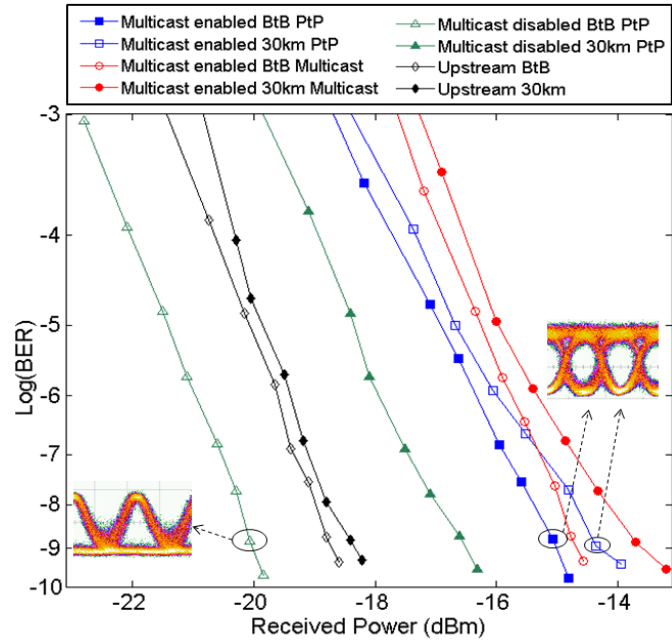 Multicast enabled BtB PtP
Multicast enabled 30km PtP
Multicast enabled BtB Multicast
Multicast enabled 30km Multicast
Multicast disabled BtB PtP
Multicast disabled 30km PtP
Upstream BtB
Upstream 30km
-3
-4
-5
-6
-7
-8
-9
-10
Log(BER)
-22
-20
-18
-16
-14
Received Power (dBm)